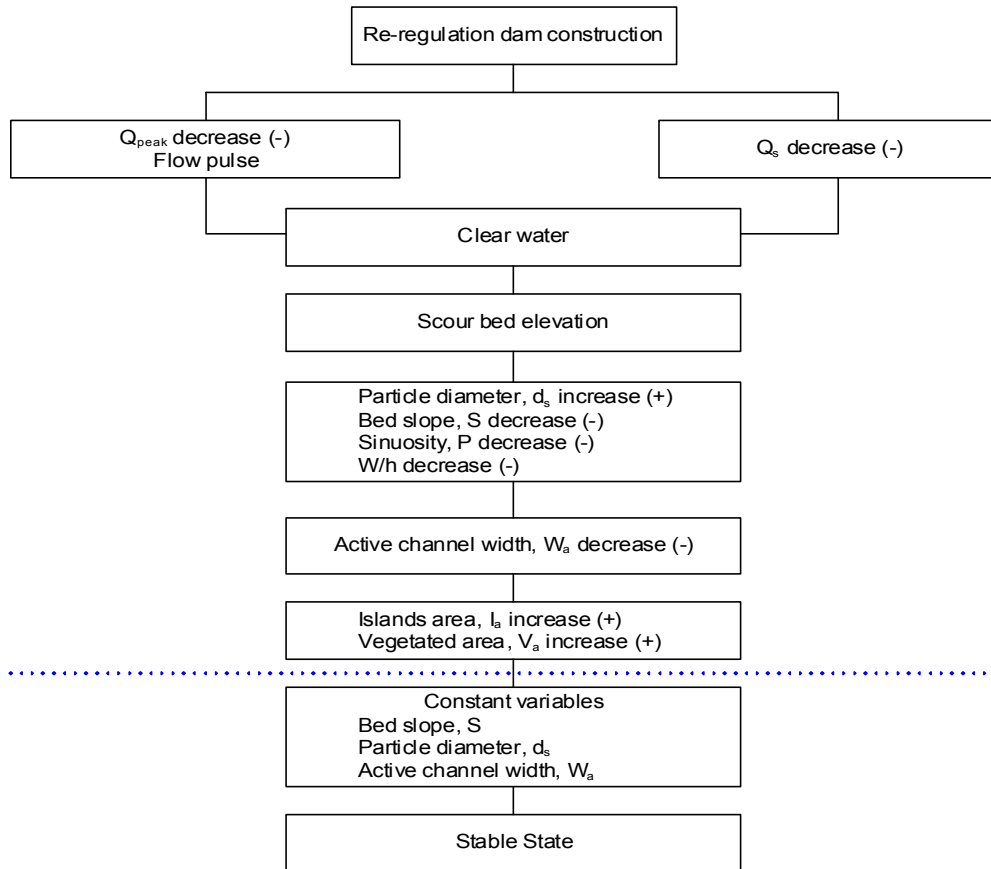 Re-regulation dam construction
Qpeak decrease (-)
Flow pulse
Qs decrease (-)
Clear water
Scour bed elevation
Particle diameter, ds increase (+)
Bed slope, S decrease (-)
Sinuosity, P decrease (-)
W/h decrease (-)
Active channel width, Wa decrease (-)
Islands area, Ia increase (+)
Vegetated area, Va increase (+)
Constant variables
Bed slope, S
Particle diameter, ds
Active channel width, Wa
Stable State